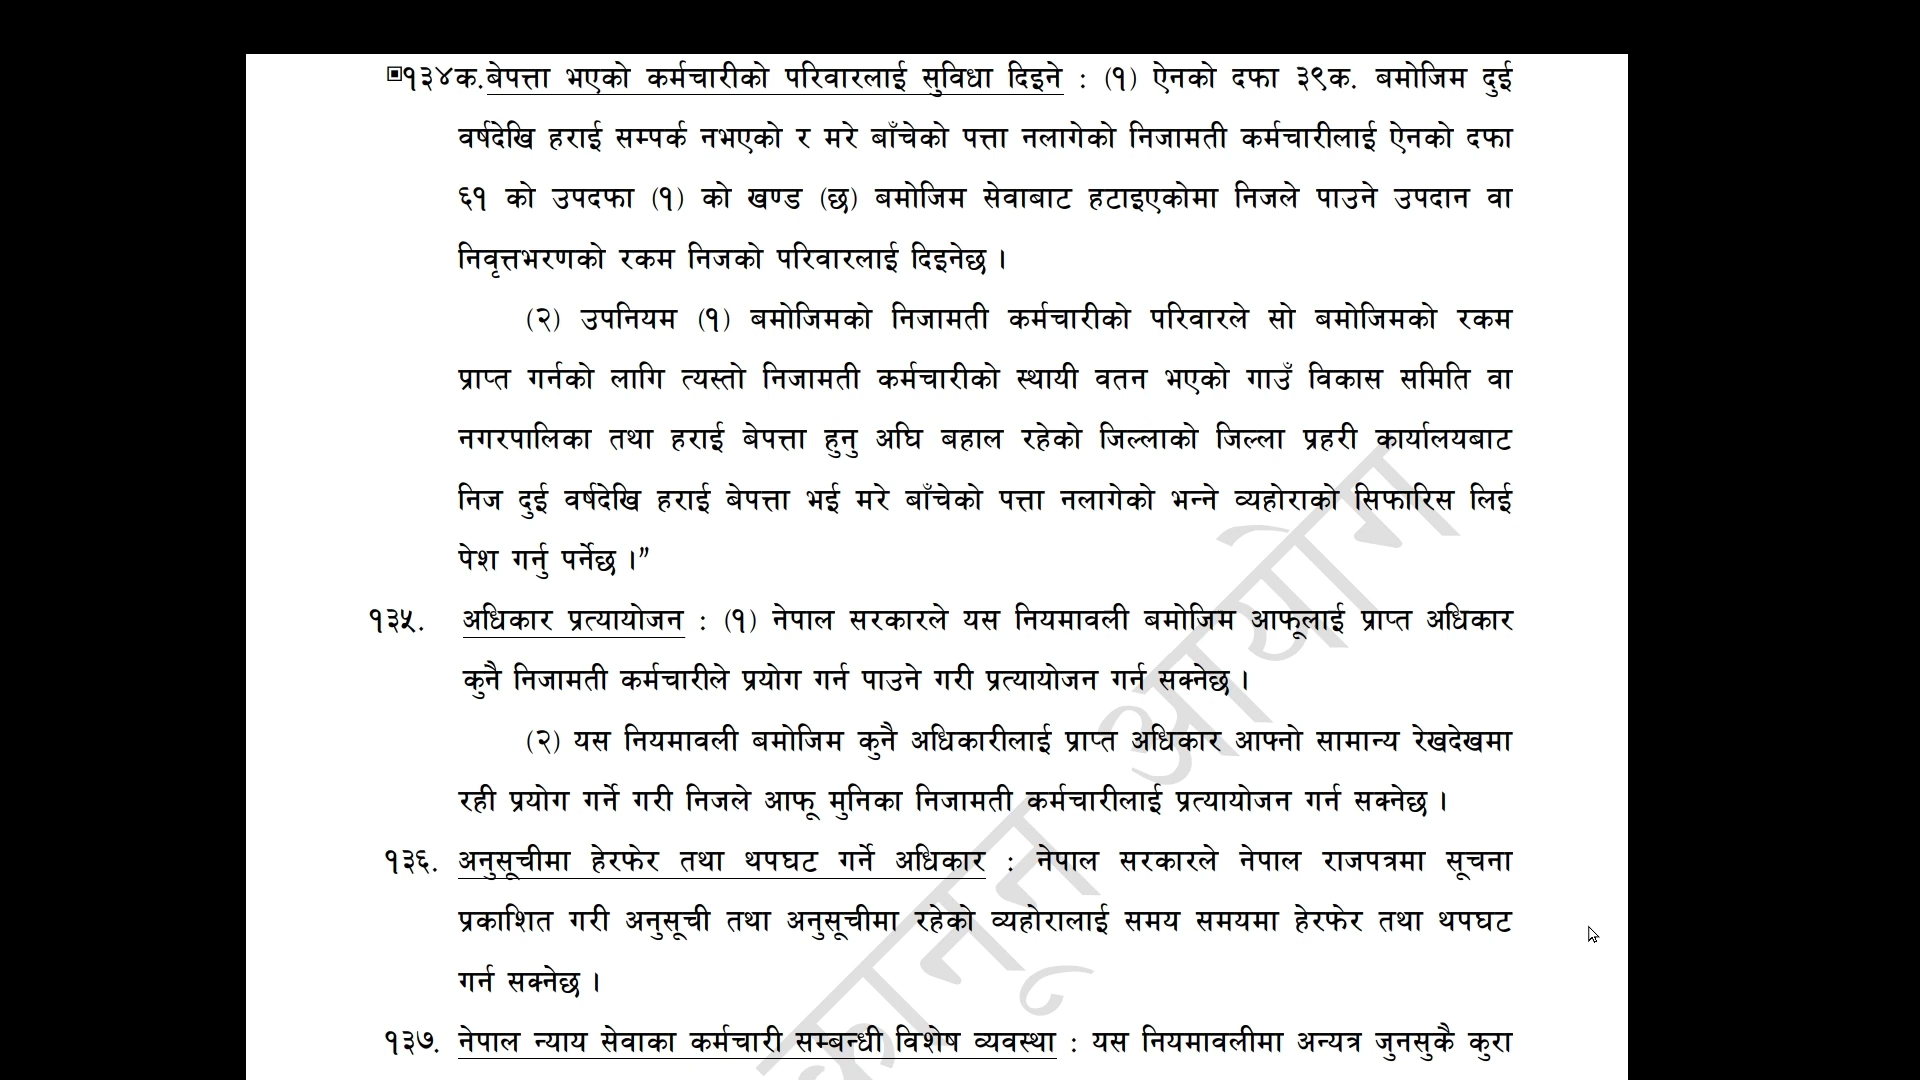 ▣१३४क.बेपत्ता भएको कर्मचारीको परिवारलाई सुविधा दिइने : (१) ऐनको दफा ३९क. बमोजिम दुई
वर्षदेखि हराई सम्पर्क नभएको र मरे बाँचेको पत्ता नलागेको निजामती कर्मचारीलाई ऐनको दफा
६१ को उपदफा (१) को खण्ड (छ) बमोजिम सेवाबाट हटाइएकोमा निजले पाउने उपदान वा
निवृत्तभरणको रकम निजको परिवारलाई दिइनेछ ।
(२) उपनियम (१) बमोजिमको निजामती कर्मचारीको परिवारले सो बमोजिमको रकम
प्राप्त गर्नको लागि त्यस्तो निजामती कर्मचारीको स्थायी वतन भएको गाउँ विकास समिति वा
नगरपालिका तथा हराई बेपत्ता हुनु अघि बहाल रहेको जिल्लाको जिल्ला प्रहरी कार्यालयबाट
निज दुई वर्षदेखि हराई बेपत्ता भई मरे बाँचेको पत्ता नलागेको भन्ने व्यहोराको सिफारिस लिई
पेश गर्नु पर्नेछ ।”
१३५. अधिकार प्रत्यायोजन : (१) नेपाल सरकारले यस नियमावली बमोजिम आफूलाई प्राप्त अधिकार
कुनै निजामती कर्मचारीले प्रयोग गर्न पाउने गरी प्रत्यायोजन गर्न सक्नेछ ।
(२) यस नियमावली बमोजिम कुनै अधिकारीलाई प्राप्त अधिकार आफ्नो सामान्य रेखदेखमा
रही प्रयोग गर्ने गरी निजले आफू मुनिका निजामती कर्मचारीलाई प्रत्यायोजन गर्न सक्नेछ ।
१३६. अनुसूचीमा हेरफेर तथा थपघट गर्ने अधिकार : नेपाल सरकारले नेपाल राजपत्रमा सूचना
प्रकाशित गरी अनुसूची तथा अनुसूचीमा रहेको व्यहोरालाई समय समयमा हेरफेर तथा थपघट
गर्न सक्नेछ ।
१३७. नेपाल न्याय सेवाका कर्मचारी सम्बन्धी विशेष व्यवस्था : यस नियमावलीमा अन्यत्र जुनसुकै कुरा
कानून आयोग